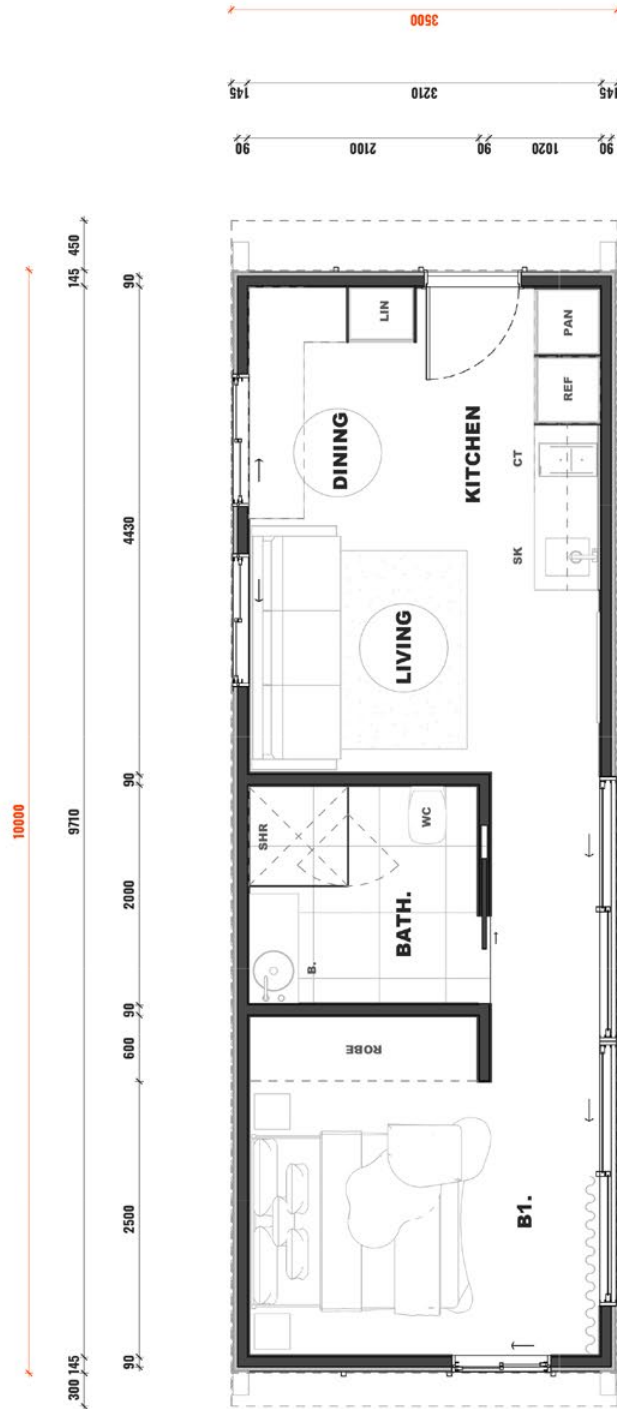 3500
145
3210
145
90
2100
90
1020
90
450
145
90
LIN
PAN
REF
DINING
KITCHEN
CT
4430
SK
LIVING
10000
9710
90
SHR
WC
2000
BATH.
B.
90
600
ROBE
2500
B1.
90
145
300